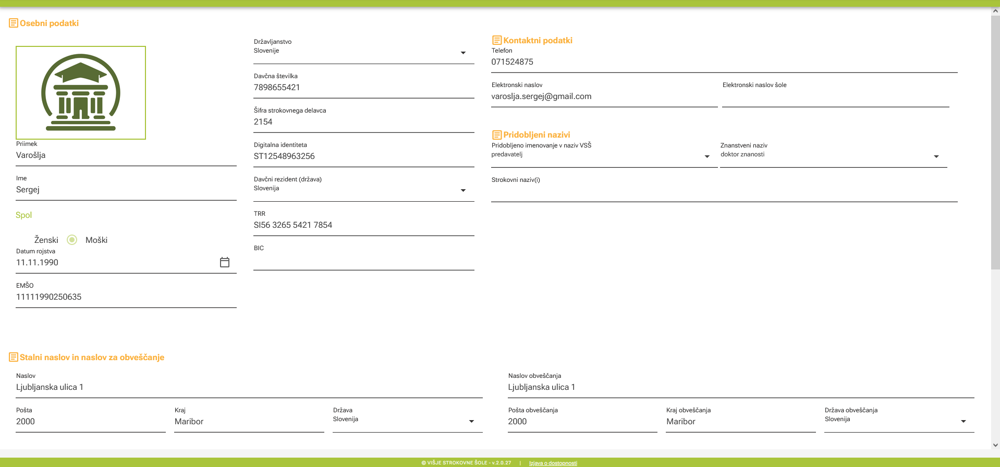 Osebni podatki
Priimek
Varošlja
Ime
Sergej
Spol
Ženski Moški
Datum rojstva
11.11.1990
EMŠO
11111990250635
Državljanstvo
Slovenije
Davčna številka
7898655421
Šifra strokovnega delavca
2154
Digitalna identiteta
ST12548963256
Davčni rezident (država)
Slovenija
TRR
SI56 3265 5421 7854
BIC
Kontaktni podatki
Telefon
071524875
Elektronski naslov
varoslja.sergej@gmail.com
Elektronski naslov šole
Pridobljeni nazivi
Pridobljeno imenovanje v naziv VSŠ
predavatelj
Znanstveni naziv
doktor znanosti
Strokovni naziv(i)
Stalni naslov in naslov za obveščanje
Naslov
Ljubljanska ulica 1
Pošta
2000
Kraj
Maribor
Država
Slovenija
Naslov obveščanja
Ljubljanska ulica 1
Pošta obveščanja
2000
Kraj obveščanja
Maribor
Država obveščanja
Slovenija
© VIŠJE STROKOVNE ŠOLE - v.2.0.27 | Izjava o dostopnosti